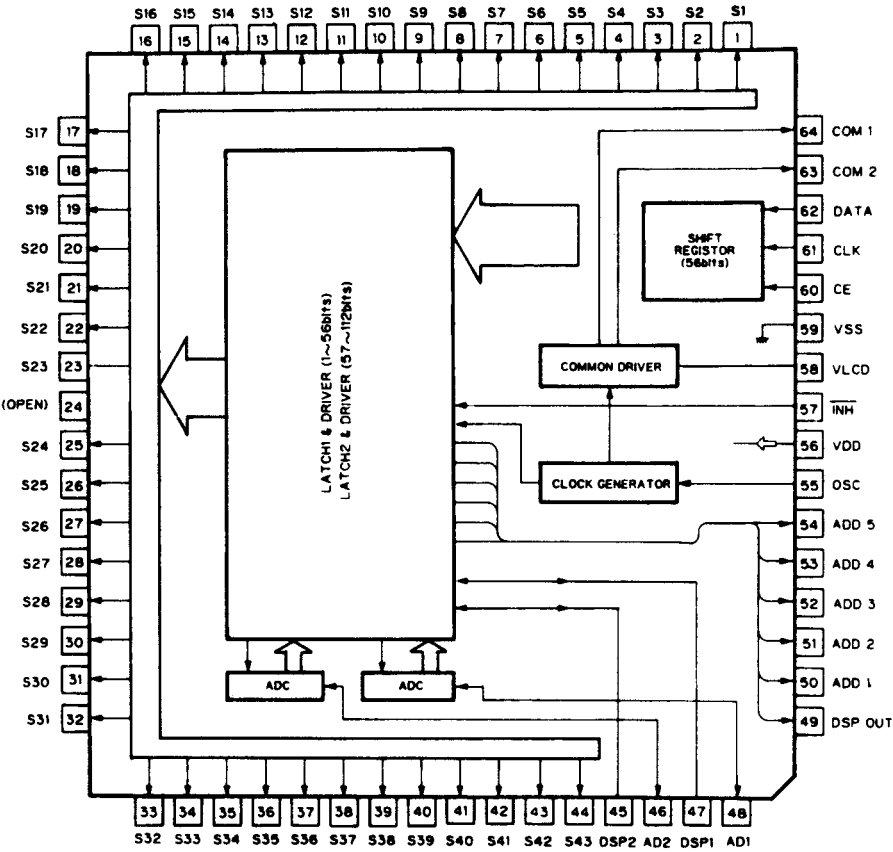 S16 S15 S14 S13 S12 S11 S10 S9 S8 S7 S6 S5 S4 S3 S2 S1
16 15 14 13 12 11 10 9 8 7 6 5 4 3 2 1
S17 17
S18 18
S19 19
S20 20
S21 21
S22 22
S23 23
(OPEN) 24
S24 25
S25 26
S26 27
S27 28
S28 29
S29 30
S30 31
S31 32
LATCH1 & DRIVER (1~56bits)
LATCH2 & DRIVER (57~112bits)
SHIFT
REGISTOR
(56bits)
COMMON DRIVER
CLOCK GENERATOR
ADC
ADC
64 COM 1
63 COM 2
62 DATA
61 CLK
60 CE
59 VSS
58 VLCD
57 INH
56 VDD
55 OSC
54 ADD 5
53 ADD 4
52 ADD 3
51 ADD 2
50 ADD 1
49 DSP OUT
33 34 35 36 37 38 39 40 41 42 43 44 45 46 47 48
S32 S33 S34 S35 S36 S37 S38 S39 S40 S41 S42 S43 DSP2 AD2 DSP1 AD1